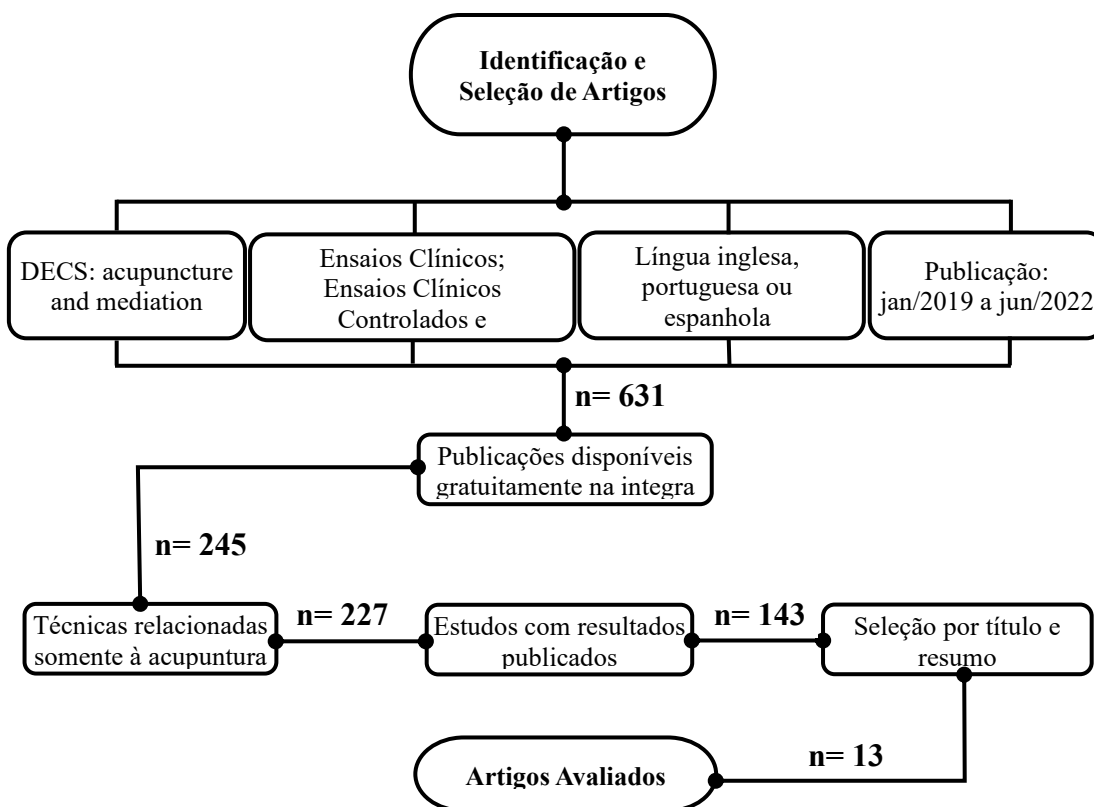 Identificação e
Seleção de Artigos
DECS: acupuncture
and mediation
Ensaios Clínicos;
Ensaios Clínicos
Controlados e
Língua inglesa,
portuguesa ou
espanhola
Publicação:
jan/2019 a jun/2022
n= 631
Publicações disponíveis
gratuitamente na integra
n= 245
Técnicas relacionadas
somente à acupuntura
n= 227
Estudos com resultados
publicados
n= 143
Seleção por título e
resumo
n= 13
Artigos Avaliados